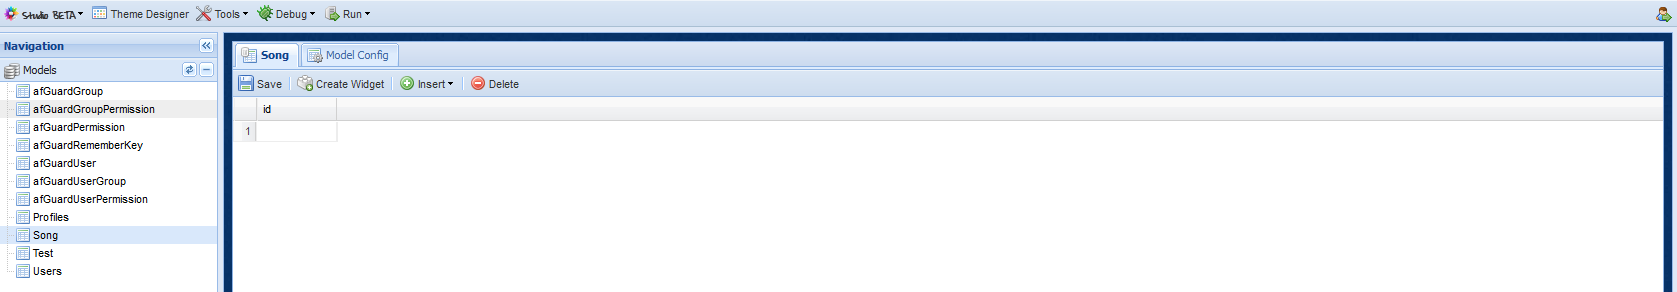 Studio BETA Theme Designer Tools Debug Run
Navigation
Song Model Config
Models
Save Create Widget Insert Delete
afGuardGroup
id
afGuardGroupPermission
afGuardPermission
1
afGuardRememberKey
afGuardUser
afGuardUserGroup
afGuardUserPermission
Profiles
Song
Test
Users